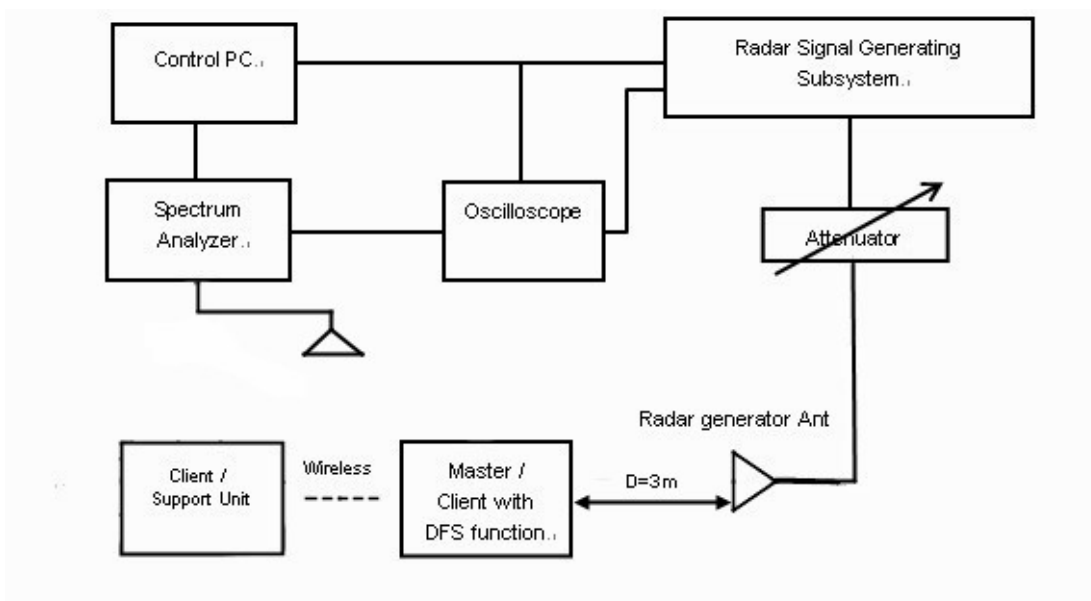 Control PC.
Radar Signal Generating
Subsystem.
Spectrum
Analyzer.
Oscilloscope
Attenuator
Radar generator Ant
Client /
Support Unit
Wireless
Master /
Client with
DFS function.
D=3m